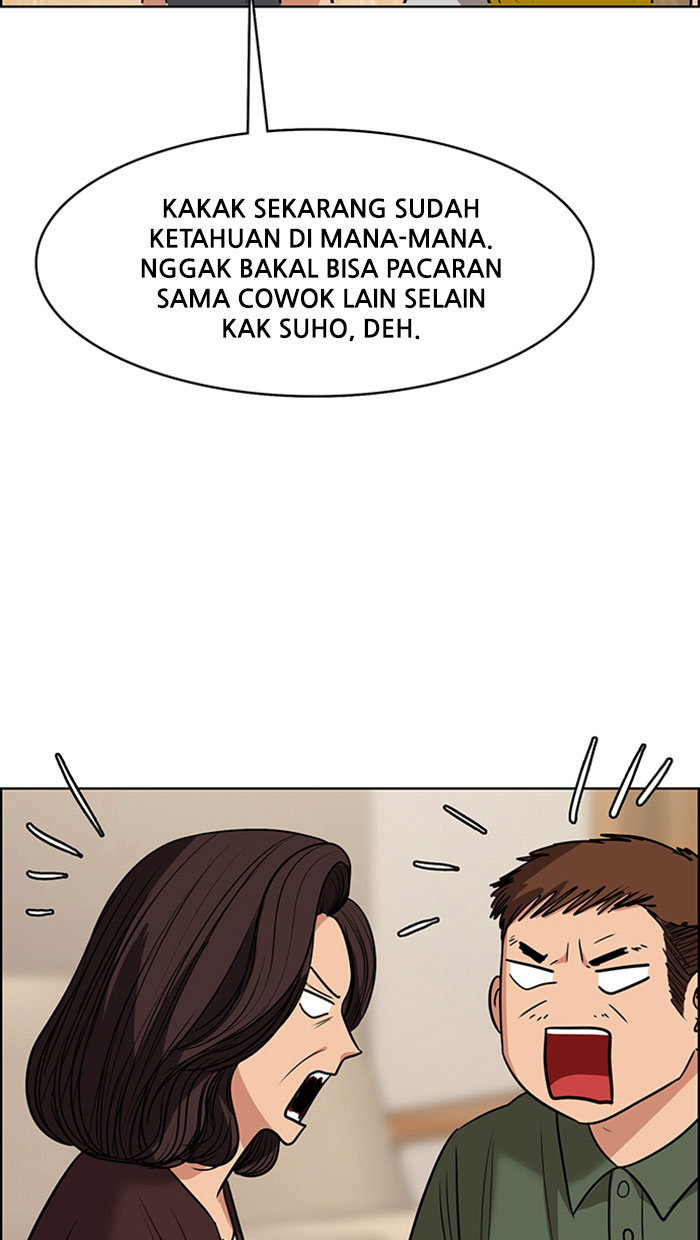 KAKAK SEKARANG SUDAH
KETAHUAN DI MANA-MANA.
NGGAK BAKAL BISA PACARAN
SAMA COWOK LAIN SELAIN
KAK SUHO, DEH.